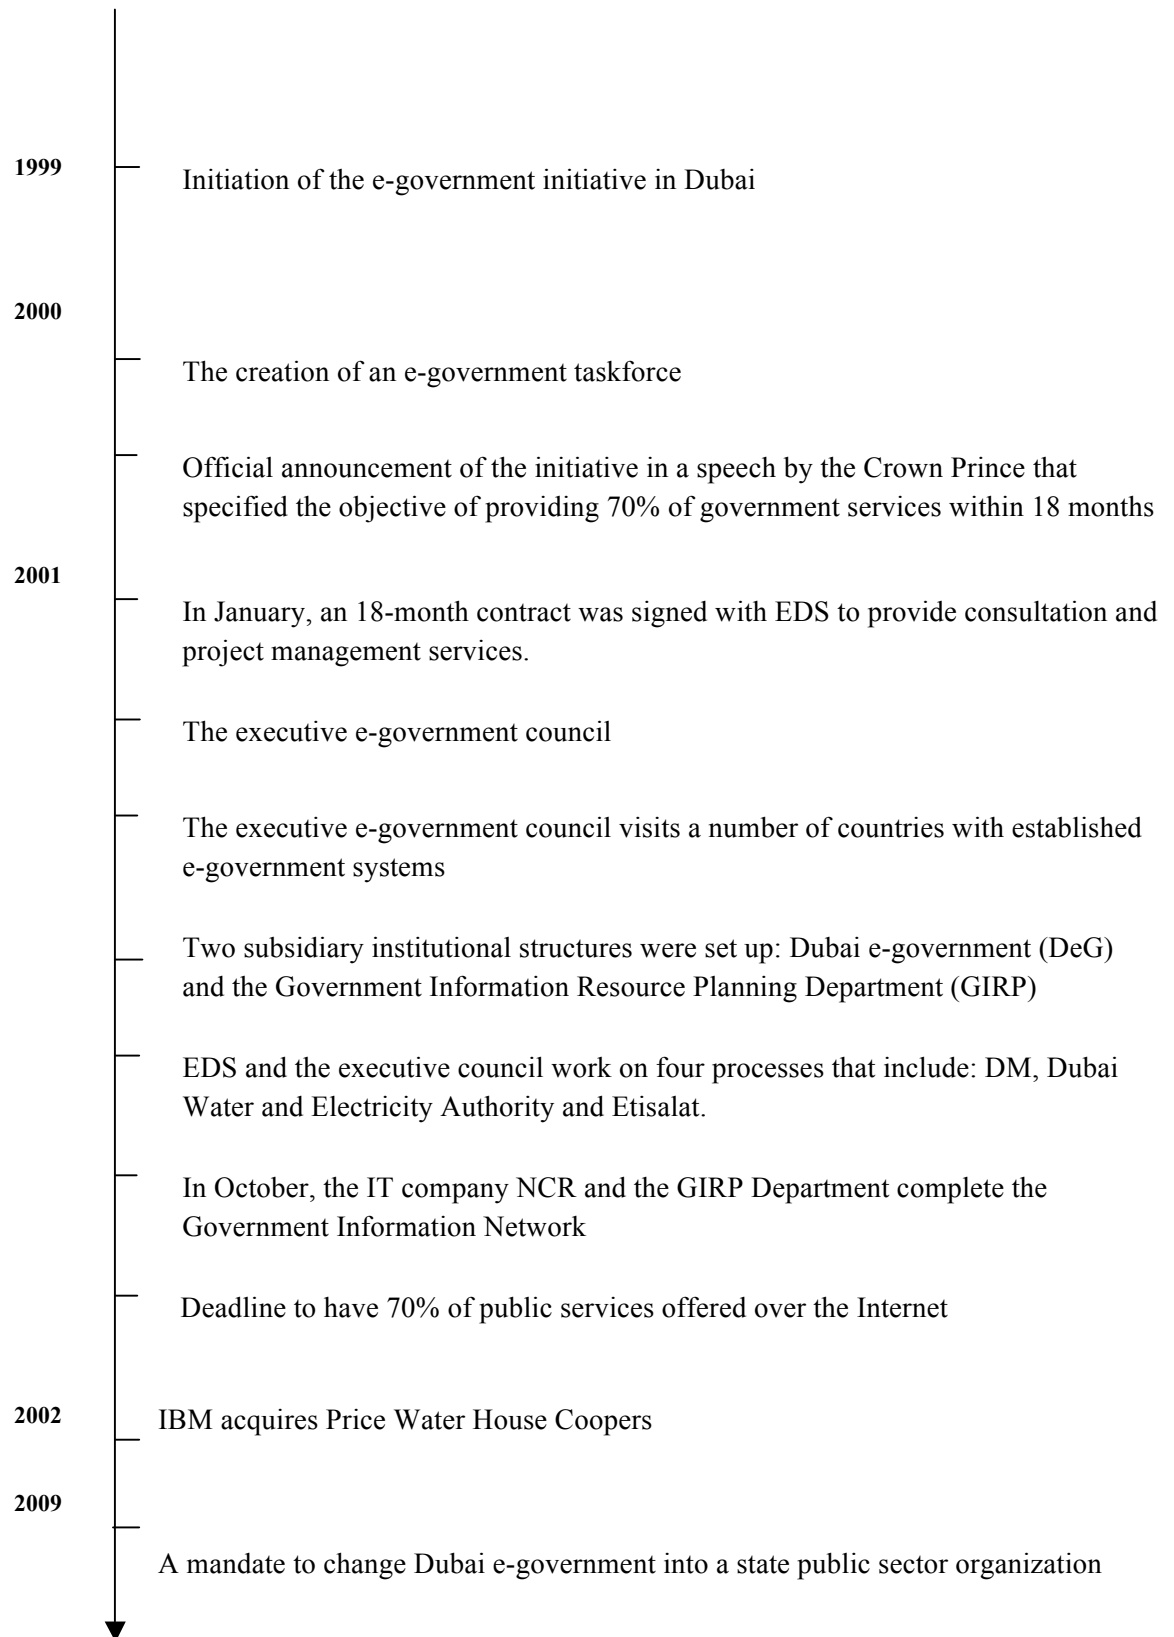 1999
Initiation of the e-government initiative in Dubai
2000
The creation of an e-government taskforce
Official announcement of the initiative in a speech by the Crown Prince that
specified the objective of providing 70% of government services within 18 months
2001
In January, an 18-month contract was signed with EDS to provide consultation and
project management services.
The executive e-government council
The executive e-government council visits a number of countries with established
e-government systems
Two subsidiary institutional structures were set up: Dubai e-government (DeG)
and the Government Information Resource Planning Department (GIRP)
EDS and the executive council work on four processes that include: DM, Dubai
Water and Electricity Authority and Etisalat.
In October, the IT company NCR and the GIRP Department complete the
Government Information Network
Deadline to have 70% of public services offered over the Internet
2002
IBM acquires Price Water House Coopers
2009
A mandate to change Dubai e-government into a state public sector organization